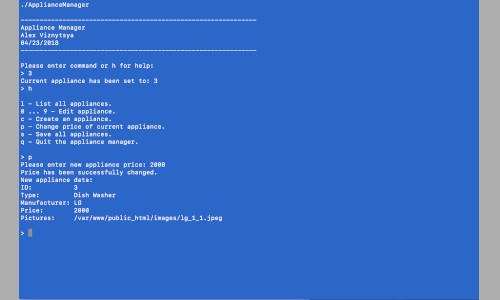 ./ApplianceManager
------------------------------------------------------------
Appliance Manager
Alex Viznytsya
04/23/2018
------------------------------------------------------------
Please enter command or h for help:
> 3
Current appliance has been set to: 3
> h
l - List all appliances.
0 ... 9 - Edit appliance.
c - Create an appliance.
p - Change price of current appliance.
s - Save all appliances.
q - Quit the appliance manager.
> p
Please enter new appliance price: 2000
Price has been successfully changed.
New appliance data:
ID: 3
Type: Dish Washer
Manufacturer: LG
Price: 2000
Pictures: /var/www/public_html/images/lg_1_1.jpeg
>